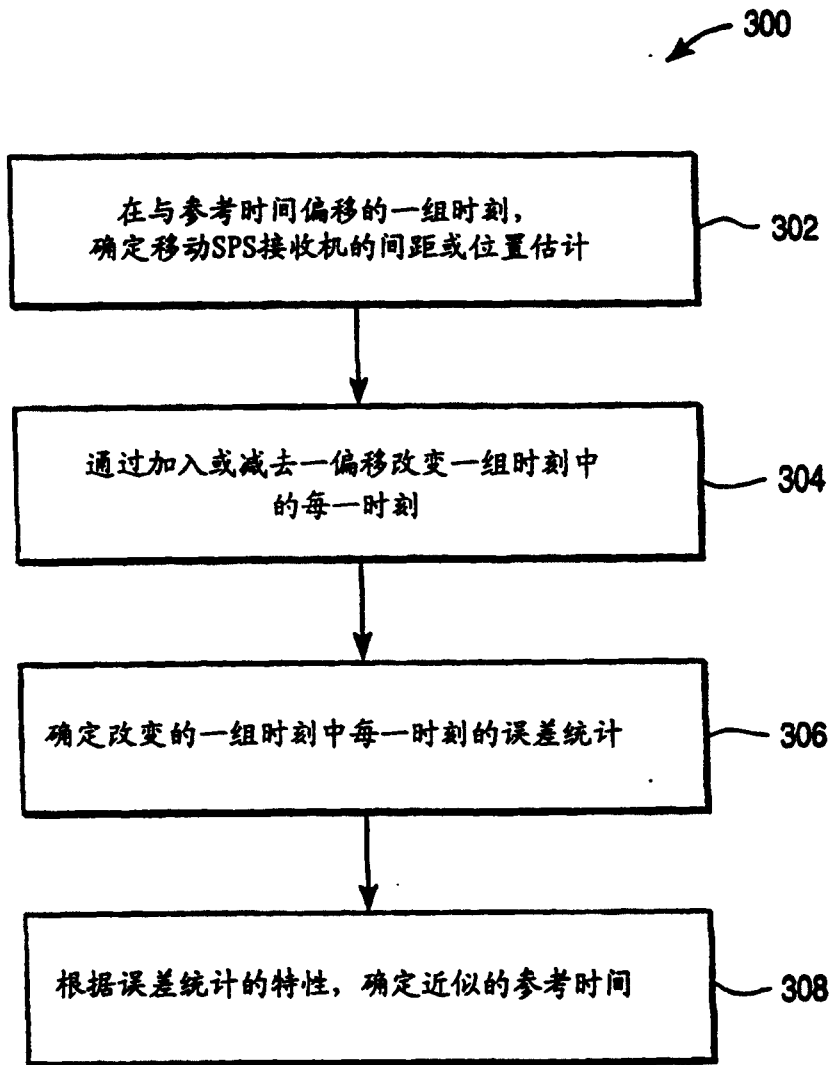 300
在与参考时间偏移的一组时刻，
确定移动SPS接收机的间距或位置估计
302
通过加入或减去一偏移改变一组时刻中
的每一时刻
304
确定改变的一组时刻中每一时刻的误差统计
306
根据误差统计的特性，确定近似的参考时间
308